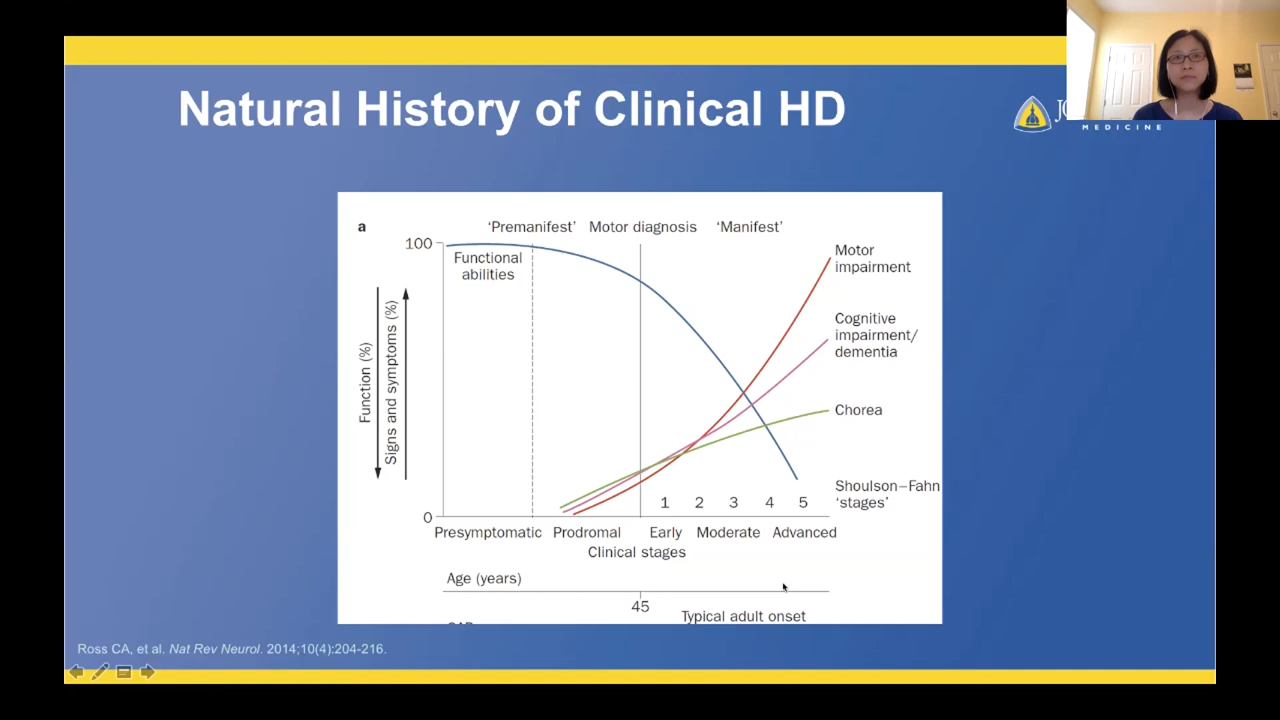 Natural History of Clinical HD
MEDICINE
a
'Premanifest' Motor diagnosis 'Manifest'
100
Functional
abilities
Motor
impairment
Cognitive
impairment/
dementia
Chorea
Function (%)
Signs and symptoms (%)
Shoulson–Fahn
'stages'
1 2 3 4 5
0
Presymptomatic Prodromal Early Moderate Advanced
Clinical stages
Age (years)
45
Typical adult onset
Ross CA, et al. Nat Rev Neurol. 2014;10(4):204-216.